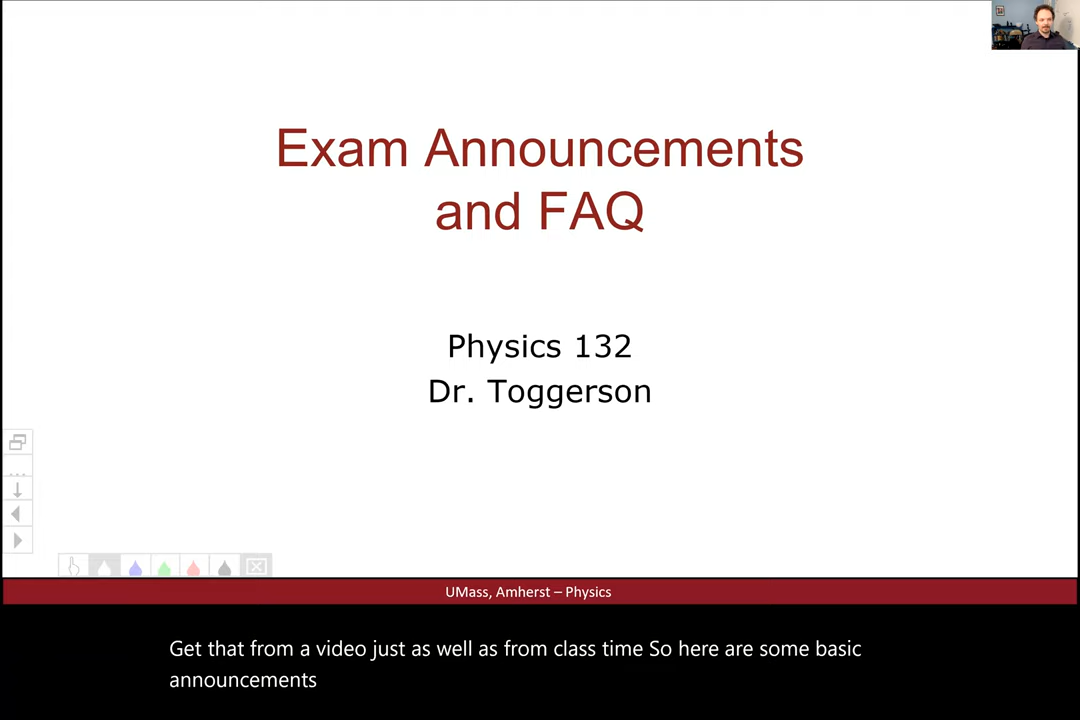 Exam Announcements
and FAQ
Physics 132
Dr. Toggerson
UMass, Amherst – Physics
Get that from a video just as well as from class time So here are some basic
announcements